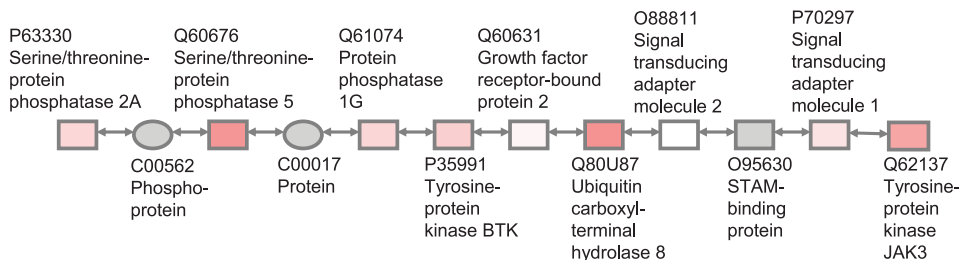 P63330
Serine/threonine-
protein
phosphatase 2A
Q60676
Serine/threonine-
protein
phosphatase 5
Q61074
Protein
phosphatase
1G
Q60631
Growth factor
receptor-bound
protein 2
O88811
Signal
transducing
adapter
molecule 2
P70297
Signal
transducing
adapter
molecule 1
C00562
Phospho-
protein
C00017
Protein
P35991
Tyrosine-
protein
kinase BTK
Q80U87
Ubiquitin
carboxyl-
terminal
hydrolase 8
O95630
STAM-
binding
protein
Q62137
Tyrosine-
protein
kinase
JAK3